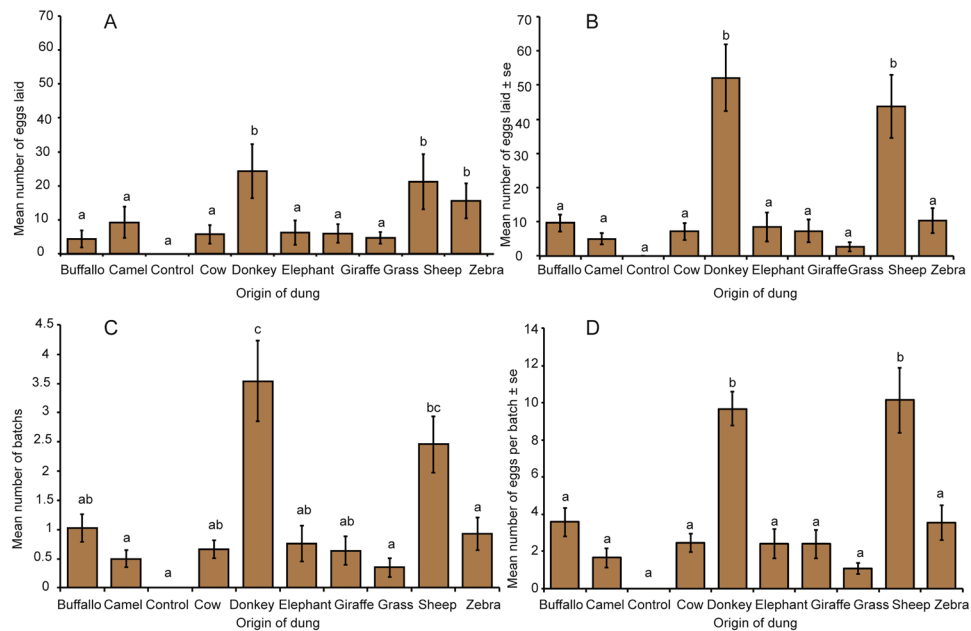 A
Mean number of eggs laid
70
60
50
40
30
20
10
0
a a a a b a a a b b
Buffallo Camel Control Cow Donkey Elephant Giraffe Grass Sheep Zebra
Origin of dung
B
Mean number of eggs laid ± se
70
60
50
40
30
20
10
0
a a a a b a a a b a
Buffallo Camel Control Cow Donkey Elephant Giraffe Grass Sheep Zebra
Origin of dung
C
Mean number of batchs
4.5
4
3.5
3
2.5
2
1.5
1
0.5
0
ab a a ab c ab ab a bc a
Buffallo Camel Control Cow Donkey Elephant Giraffe Grass Sheep Zebra
Origin of dung
D
Mean number of eggs per batch ± se
14
12
10
8
6
4
2
0
a a a a b a a a b a
Buffallo Camel Control Cow Donkey Elephant Giraffe Grass Sheep Zebra
Origin of dung